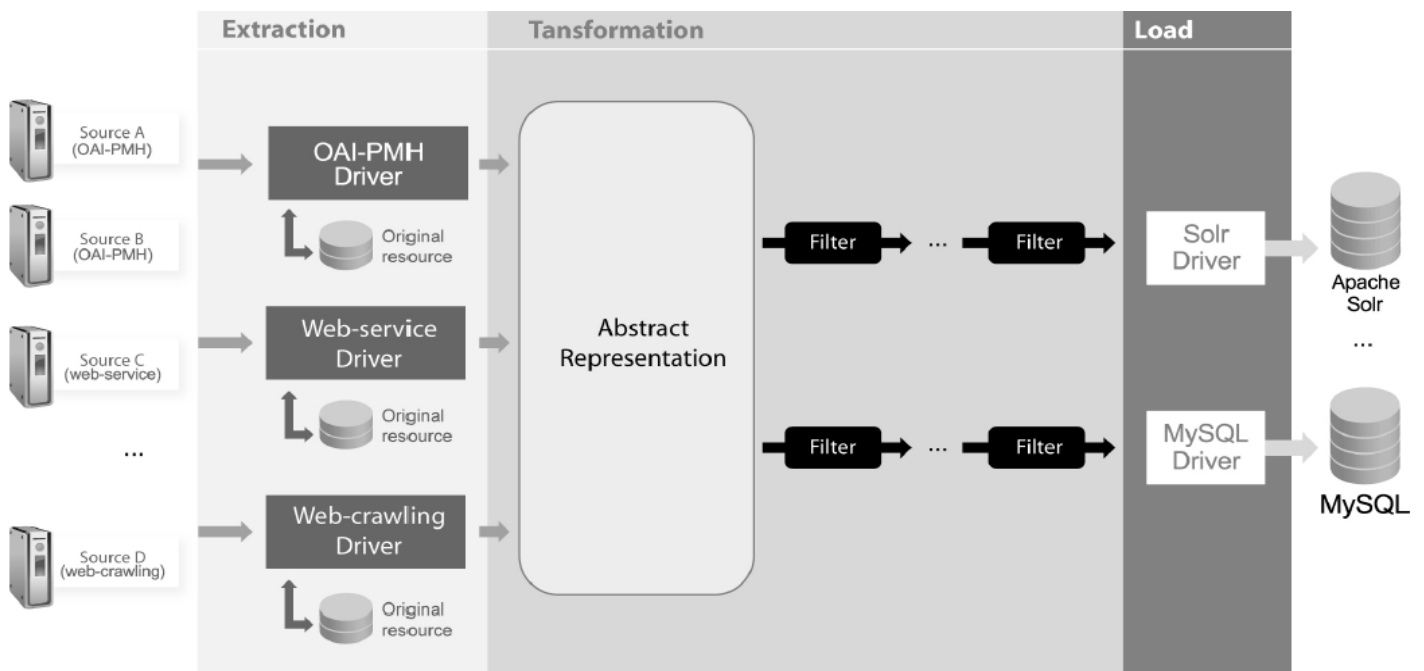 Extraction
Tansformation
Load
Source A
(OAI-PMH)
Source B
(OAI-PMH)
Source C
(web-service)
...
Source D
(web-crawling)
OAI-PMH
Driver
Original
resource
Web-service
Driver
Original
resource
Web-crawling
Driver
Original
resource
Abstract
Representation
Filter
...
Filter
Filter
...
Filter
Solr
Driver
MySQL
Driver
Apache
Solr
...
MySQL